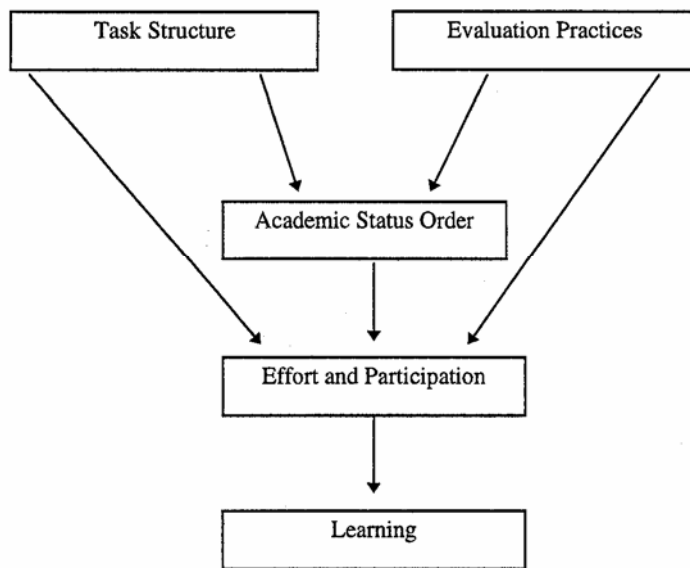 Task Structure
Evaluation Practices
Academic Status Order
Effort and Participation
Learning